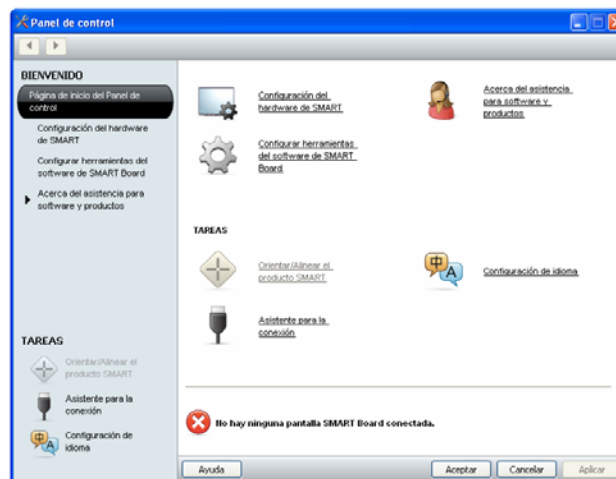 Panel de control
BIENVENIDO
Página de inicio del Panel de
control
Configuración del hardware
de SMART
Configurar herramientas del
software de SMART Board
Acerca del asistencia para
software y productos
TAREAS
Orientar/Alinear el
producto SMART
Asistente para la
conexión
Configuración de
idioma
Configuración del
hardware de SMART
Acerca del asistencia
para software y
productos
Configurar herramientas
del software de SMART
Board
TAREAS
Orientar/Alinear el
producto SMART
Configuración de idioma
Asistente para la
conexión
No hay ninguna pantalla SMART Board conectada.
Ayuda
Aceptar
Cancelar
Aplicar